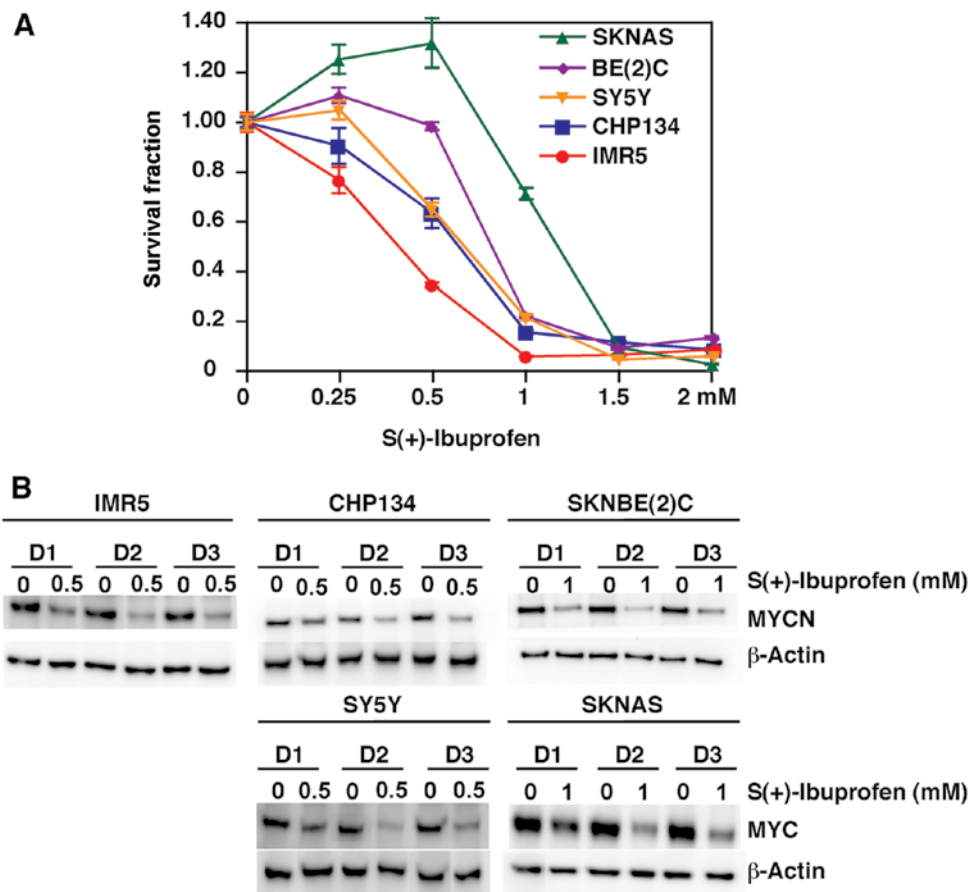 A
1.40
1.20
1.00
0.8
0.6
0.4
0.2
0
Survival fraction
SKNAS
BE(2)C
SY5Y
CHP134
IMR5
0 0.25 0.5 1 1.5 2 mM
S(+)-Ibuprofen
B
IMR5 CHP134 SKNBE(2)C
D1 D2 D3 D1 D2 D3 D1 D2 D3
0 0.5 0 0.5 0 0.5 0 0.5 0 0.5 0 0.5 0 1 0 1 0 1 S(+)-Ibuprofen (mM)
MYCN
β-Actin
SY5Y SKNAS
D1 D2 D3 D1 D2 D3
0 0.5 0 0.5 0 0.5 0 1 0 1 0 1 S(+)-Ibuprofen (mM)
MYC
β-Actin